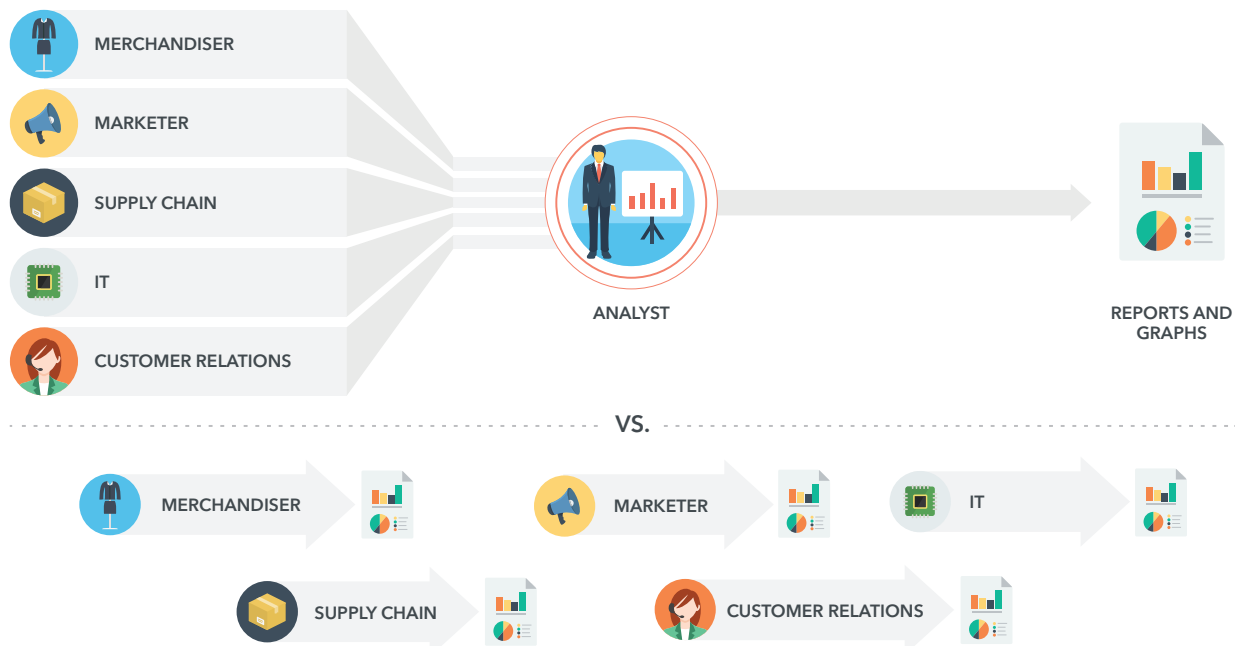 MERCHANDISER
MARKETER
SUPPLY CHAIN
IT
CUSTOMER RELATIONS
ANALYST
REPORTS AND
GRAPHS
VS.
MERCHANDISER
MARKETER
IT
SUPPLY CHAIN
CUSTOMER RELATIONS